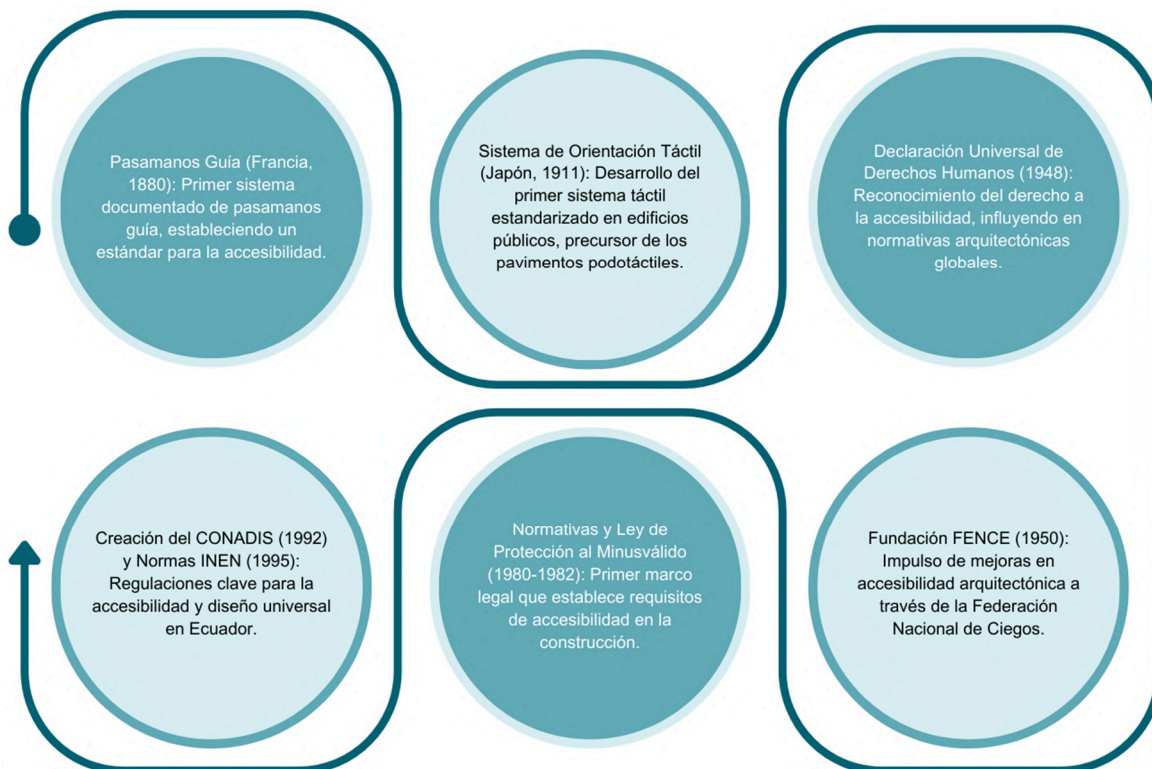 Pasamanos Guía (Francia,
1880): Primer sistema
documentado de pasamanos
guía, estableciendo un
estándar para la accesibilidad.
Sistema de Orientación Táctil
(Japón, 1911): Desarrollo del
primer sistema táctil
estandarizado en edificios
públicos, precursor de los
pavimentos podotáctiles.
Declaración Universal de
Derechos Humanos (1948):
Reconocimiento del derecho a
la accesibilidad, influyendo en
normativas arquitectónicas
globales.
Fundación FENCE (1950):
Impulso de mejoras en
accesibilidad arquitectónica a
través de la Federación
Nacional de Ciegos.
Normativas y Ley de
Protección al Minusválido
(1980-1982): Primer marco
legal que establece requisitos
de accesibilidad en la
construcción.
Creación del CONADIS (1992)
y Normas INEN (1995):
Regulaciones clave para la
accesibilidad y diseño universal
en Ecuador.